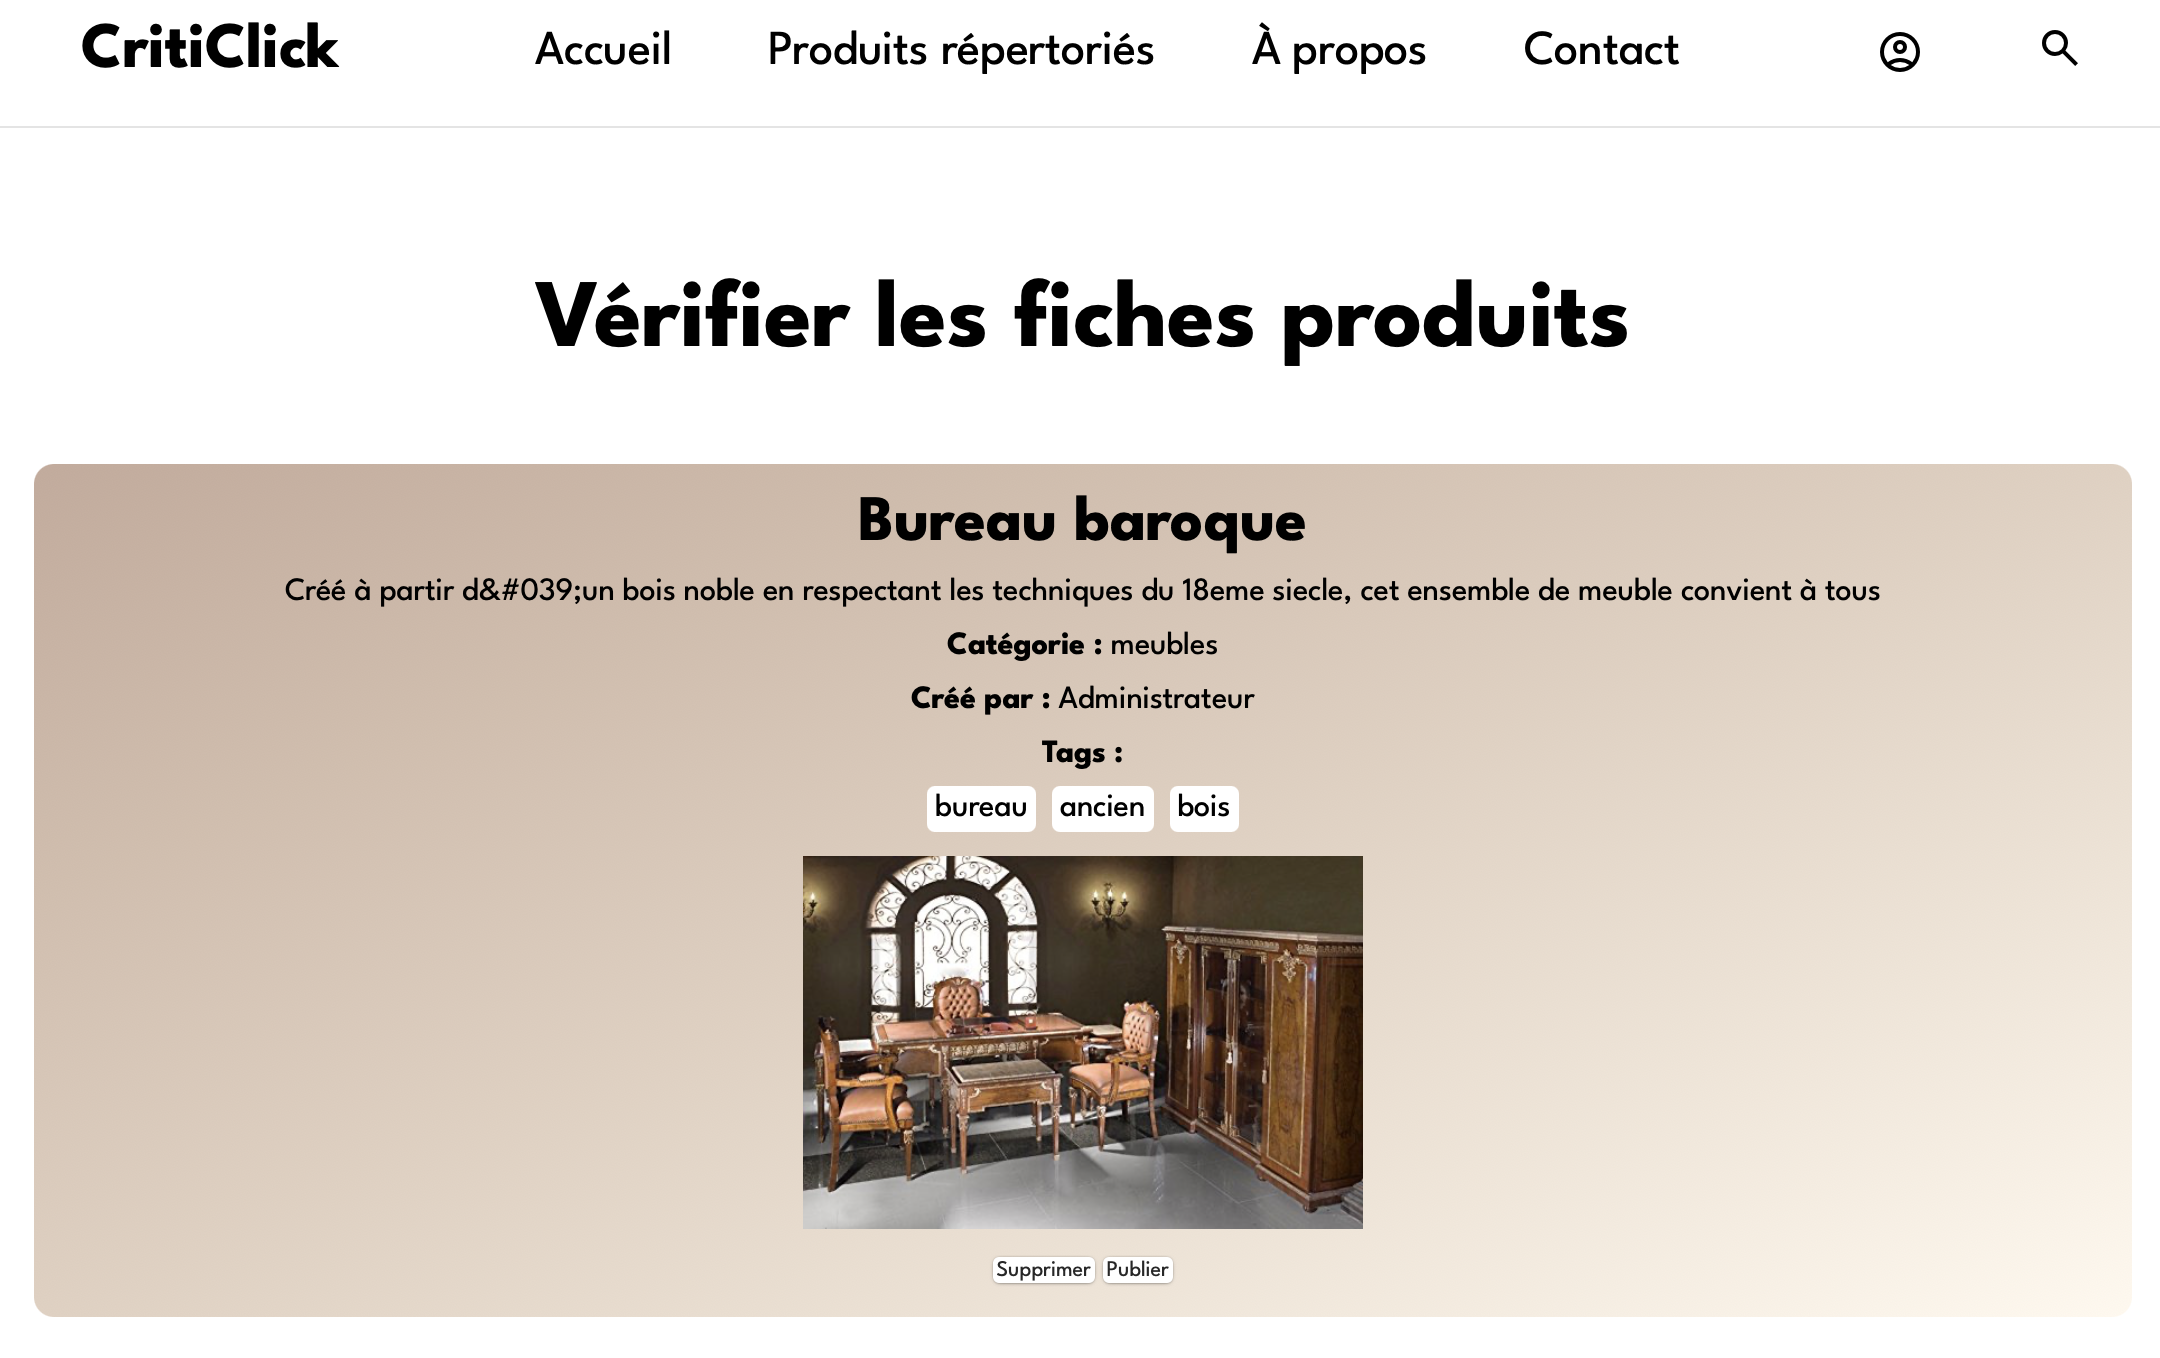 CritiClick Accueil Produits répertoriés À propos Contact
Vérifier les fiches produits
Bureau baroque
Créé à partir d&#039;un bois noble en respectant les techniques du 18eme siecle, cet ensemble de meuble convient à tous
Catégorie : meubles
Créé par : Administrateur
Tags :
bureau ancien bois
Supprimer Publier